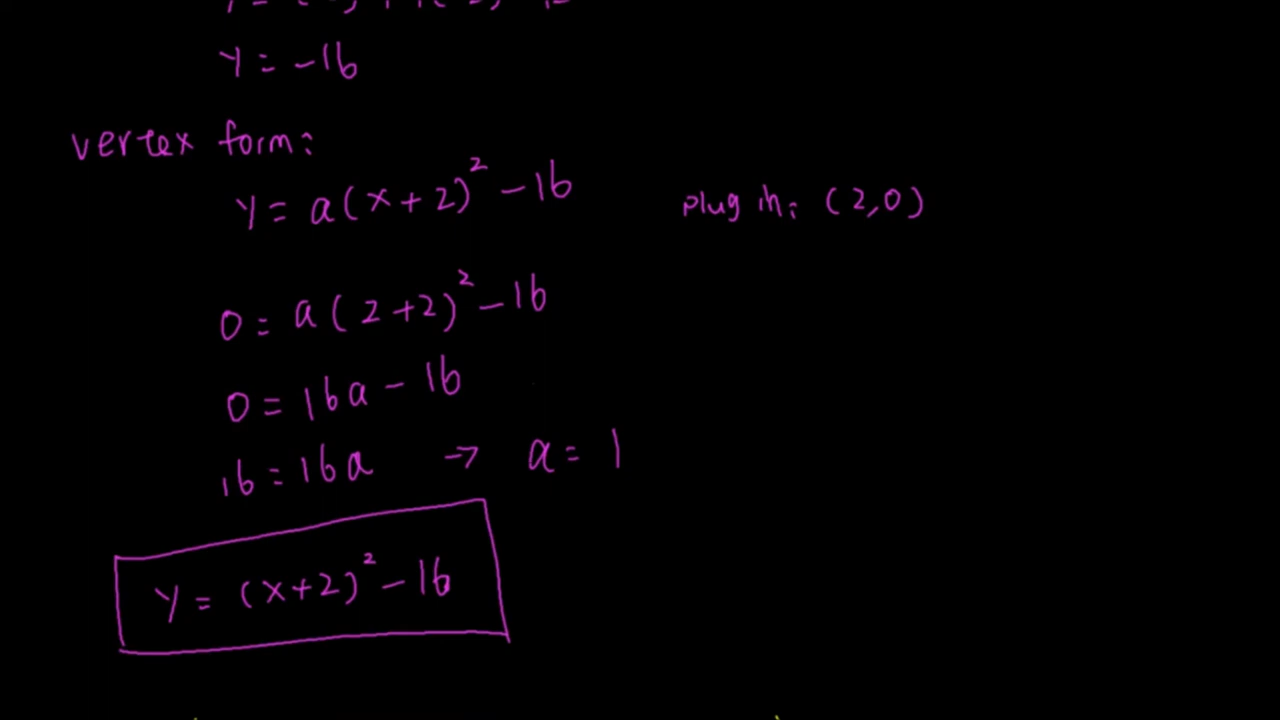 y = -16
vertex form:
y = a(x+2)² - 16
plug in: (2,0)
0 = a(2+2)² - 16
0 = 16a - 16
16 = 16a → a = 1
y = (x+2)² - 16